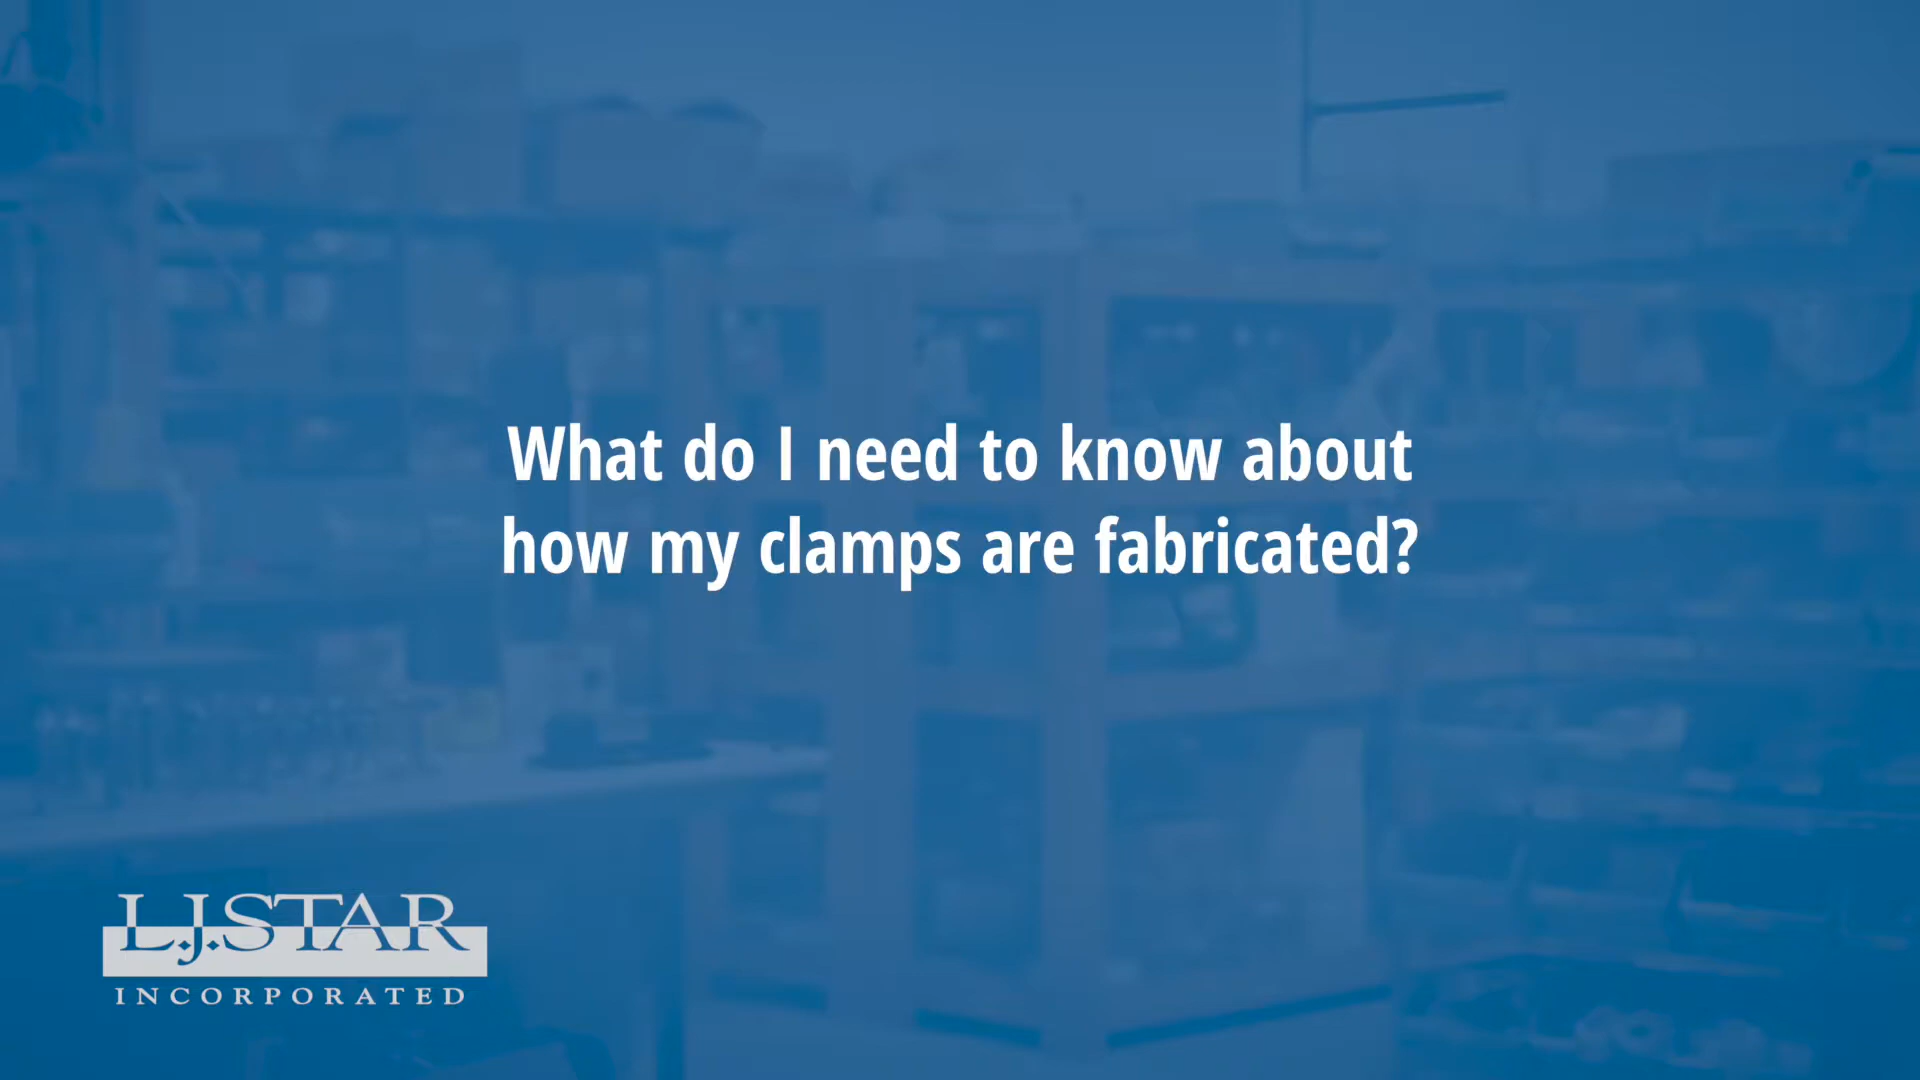 What do I need to know about
how my clamps are fabricated?
L.J.STAR
INCORPORATED